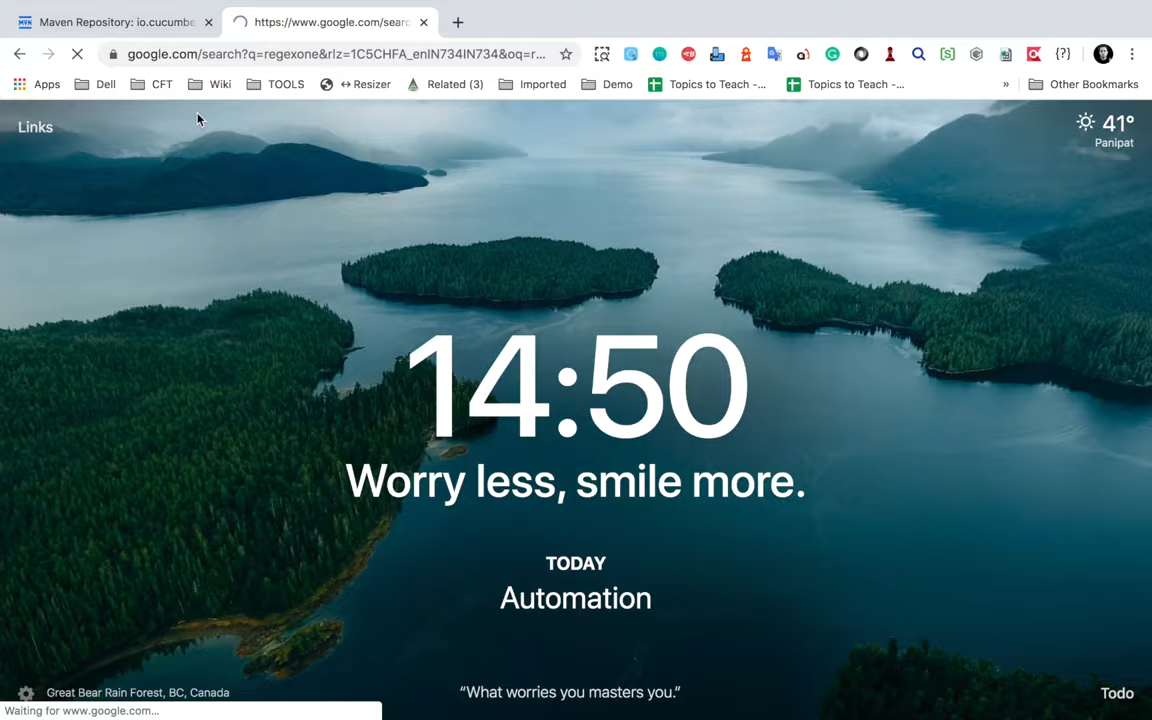 Maven Repository: io.cucumbe
https://www.google.com/searc
google.com/search?q=regexone&rlz=1C5CHFA_enIN734IN734&oq=r...
Apps
Dell
CFT
Wiki
TOOLS
↔Resizer
Related (3)
Imported
Demo
Topics to Teach -...
Topics to Teach -...
»
Other Bookmarks
Links
41°
Panipat
14:50
Worry less, smile more.
TODAY
Automation
Great Bear Rain Forest, BC, Canada
“What worries you masters you.”
Todo
Waiting for www.google.com...